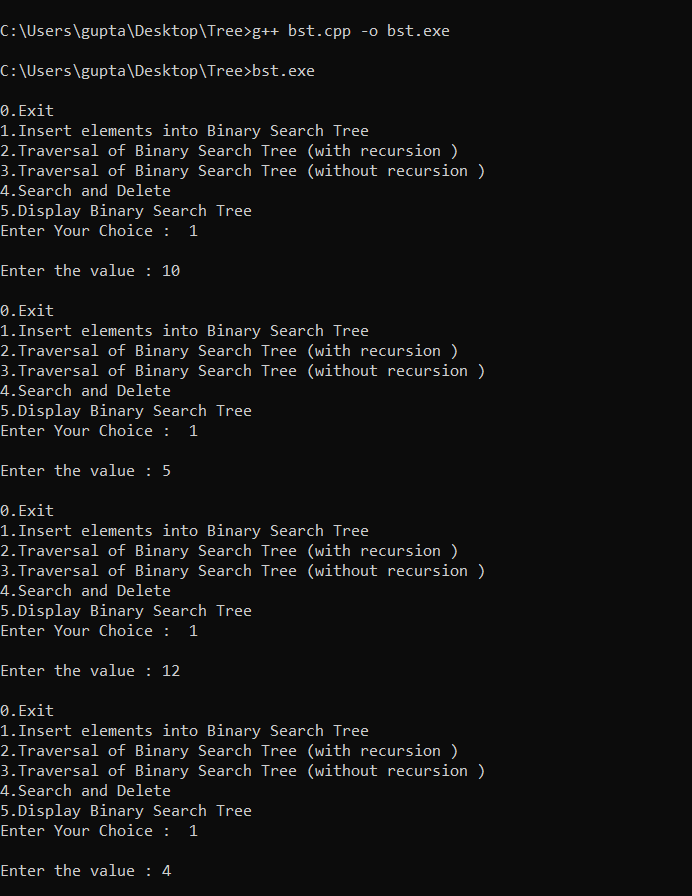 C:\Users\gupta\Desktop\Tree>g++ bst.cpp -o bst.exe
C:\Users\gupta\Desktop\Tree>bst.exe
0.Exit
1.Insert elements into Binary Search Tree
2.Traversal of Binary Search Tree (with recursion )
3.Traversal of Binary Search Tree (without recursion )
4.Search and Delete
5.Display Binary Search Tree
Enter Your Choice :  1
Enter the value : 10
0.Exit
1.Insert elements into Binary Search Tree
2.Traversal of Binary Search Tree (with recursion )
3.Traversal of Binary Search Tree (without recursion )
4.Search and Delete
5.Display Binary Search Tree
Enter Your Choice :  1
Enter the value : 5
0.Exit
1.Insert elements into Binary Search Tree
2.Traversal of Binary Search Tree (with recursion )
3.Traversal of Binary Search Tree (without recursion )
4.Search and Delete
5.Display Binary Search Tree
Enter Your Choice :  1
Enter the value : 12
0.Exit
1.Insert elements into Binary Search Tree
2.Traversal of Binary Search Tree (with recursion )
3.Traversal of Binary Search Tree (without recursion )
4.Search and Delete
5.Display Binary Search Tree
Enter Your Choice :  1
Enter the value : 4